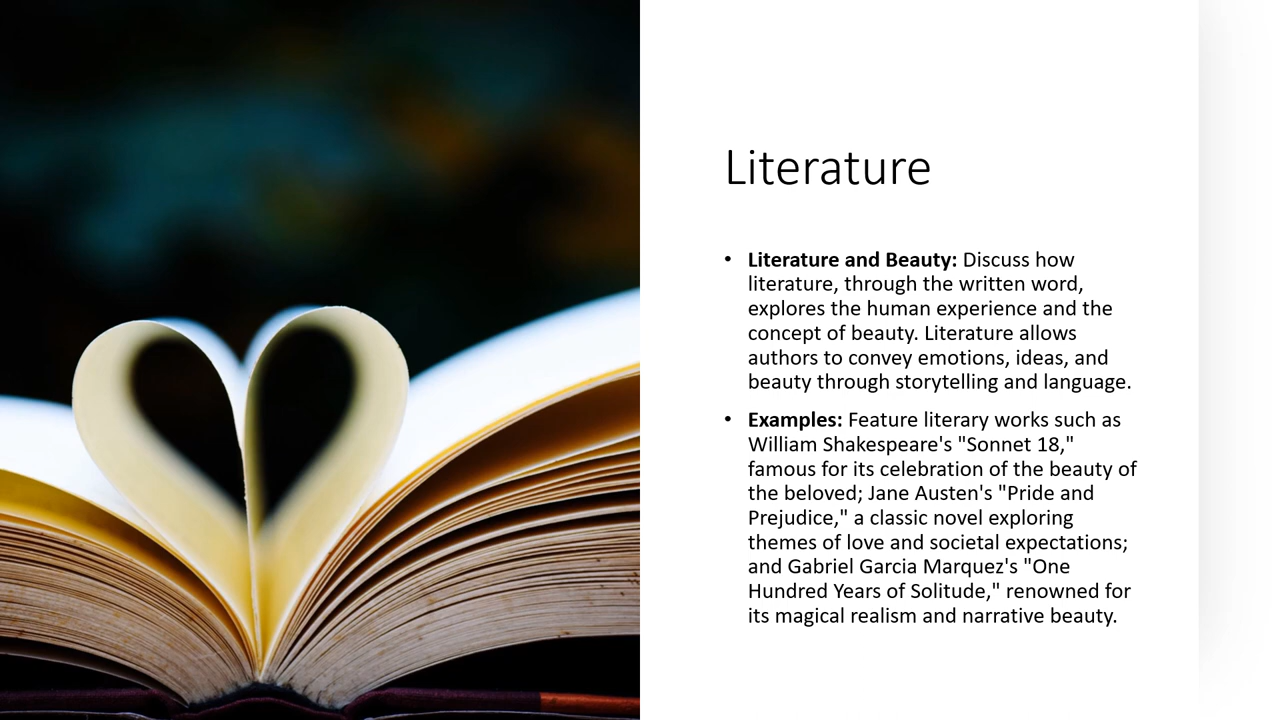 Literature
• Literature and Beauty: Discuss how
literature, through the written word,
explores the human experience and the
concept of beauty. Literature allows
authors to convey emotions, ideas, and
beauty through storytelling and language.
• Examples: Feature literary works such as
William Shakespeare's "Sonnet 18,"
famous for its celebration of the beauty of
the beloved; Jane Austen's "Pride and
Prejudice," a classic novel exploring
themes of love and societal expectations;
and Gabriel Garcia Marquez's "One
Hundred Years of Solitude," renowned for
its magical realism and narrative beauty.